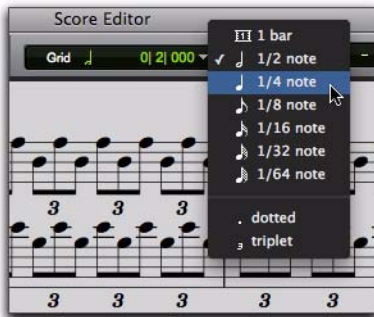 Score Editor
Grid 0| 2| 000
1 bar
1/2 note
1/4 note
1/8 note
1/16 note
1/32 note
1/64 note
. dotted
3 triplet
3 3 3
3 3 3 3 3